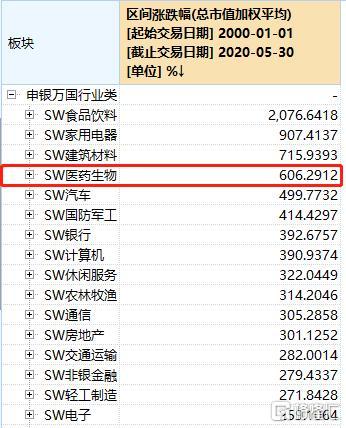 板块
区间涨跌幅(总市值加权平均)
[起始交易日期] 2000-01-01
[截止交易日期] 2020-05-30
[单位] %↓
申银万国行业类 -
SW食品饮料 2,076.6418
SW家用电器 907.4137
SW建筑材料 715.9393
SW医药生物 606.2912
SW汽车 499.7732
SW国防军工 414.4297
SW银行 392.6757
SW计算机 390.9374
SW休闲服务 322.0449
SW农林牧渔 314.2046
SW通信 305.2858
SW房地产 301.1252
SW交通运输 282.0014
SW非银金融 279.4337
SW轻工制造 271.8428
SW电子